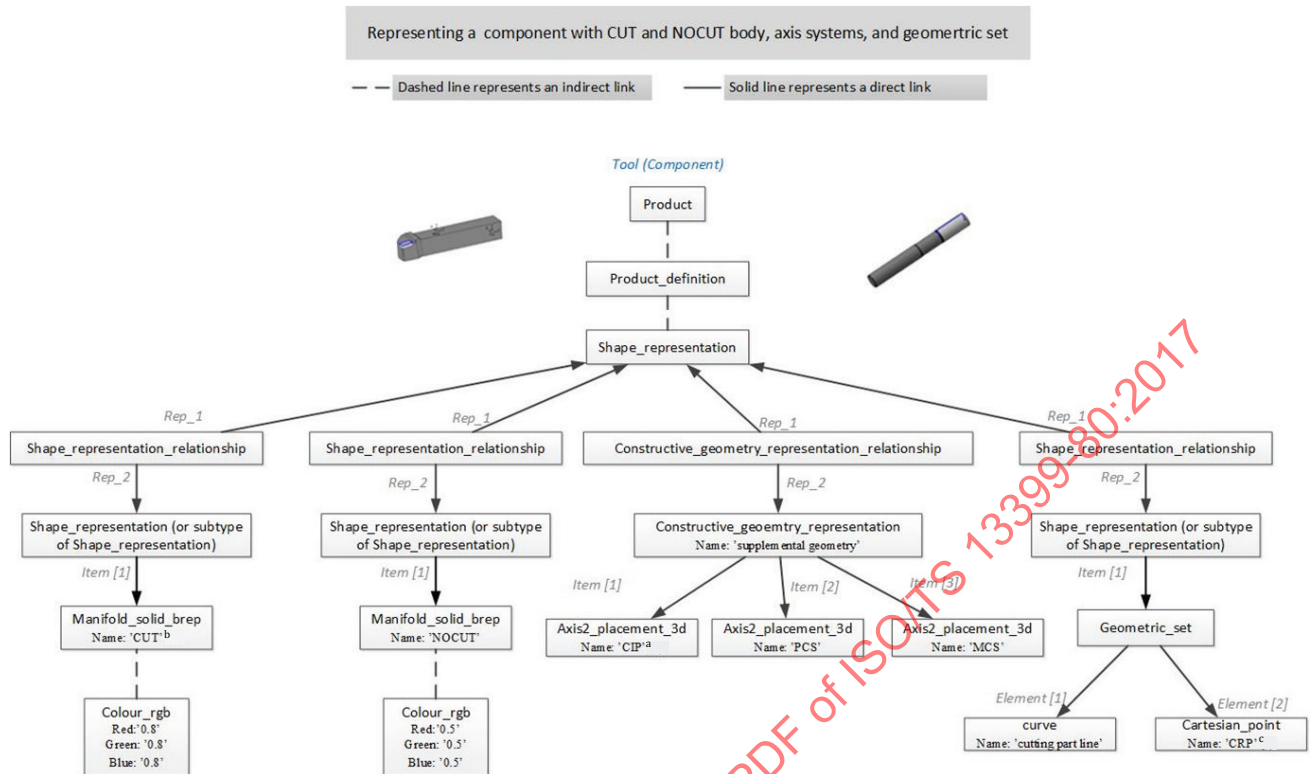 Representing a component with CUT and NOCUT body, axis systems, and geomertric set
Dashed line represents an indirect link
Solid line represents a direct link
Tool (Component)
Product
Product_definition
Shape_representation
Rep_1
Rep_1
Rep_1
Rep_1
Shape_representation_relationship
Shape_representation_relationship
Constructive_geometry_representation_relationship
Shape_representation_relationship
Rep_2
Rep_2
Rep_2
Rep_2
Shape_representation (or subtype
of Shape_representation)
Shape_representation (or subtype
of Shape_representation)
Constructive_geoemtry_representation
Name: 'supplemental geometry'
Shape_representation (or subtype
of Shape_representation)
Item [1]
Item [1]
Item [1]
Item [2]
Item [3]
Item [1]
Manifold_solid_brep
Name: 'CUT' b
Manifold_solid_brep
Name: 'NOCUT'
Axis2_placement_3d
Name: 'CIP' a
Axis2_placement_3d
Name: 'PCS'
Axis2_placement_3d
Name: 'MCS'
Geometric_set
Element [1]
Element [2]
Colour_rgb
Red:'0.8'
Green: '0.8'
Blue: '0.8'
Colour_rgb
Red:'0.5'
Green: '0.5'
Blue: '0.5'
curve
Name: 'cutting part line'
Cartesian_point
Name: 'CRP' c
PDF of ISO/TS 13399-80:2017